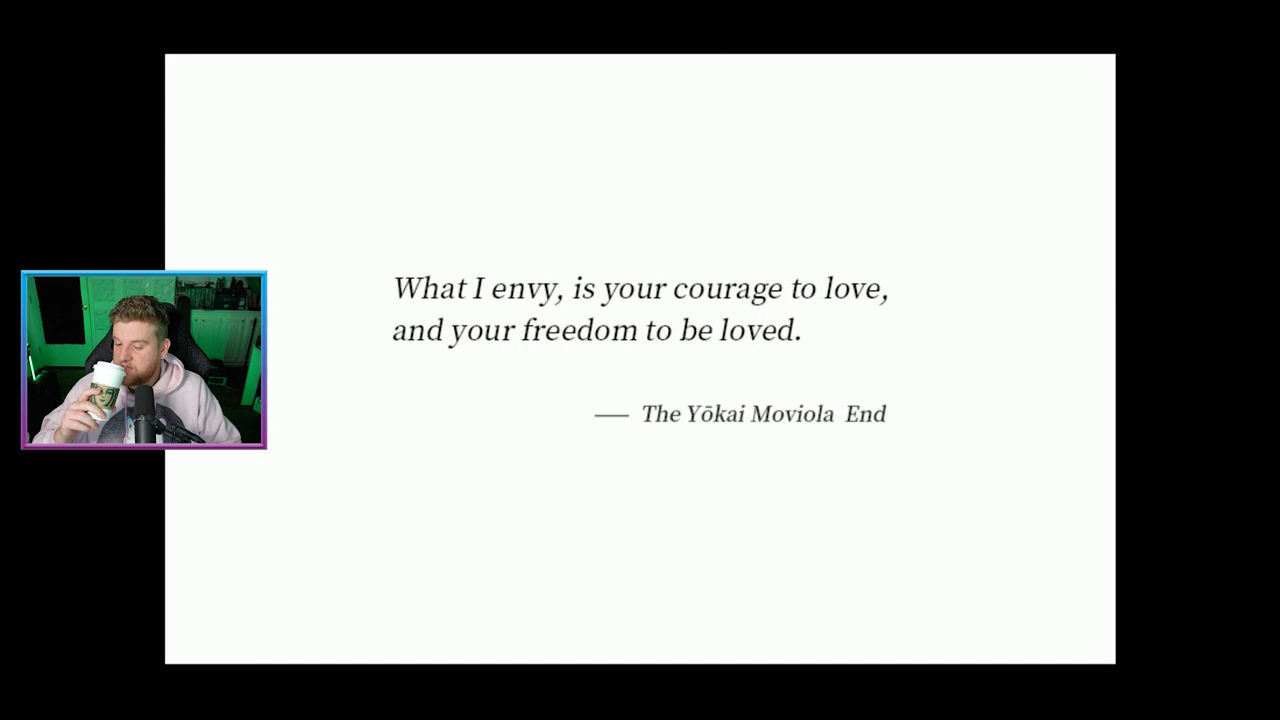 What I envy, is your courage to love,
and your freedom to be loved.
—— The Yōkai Moviola End